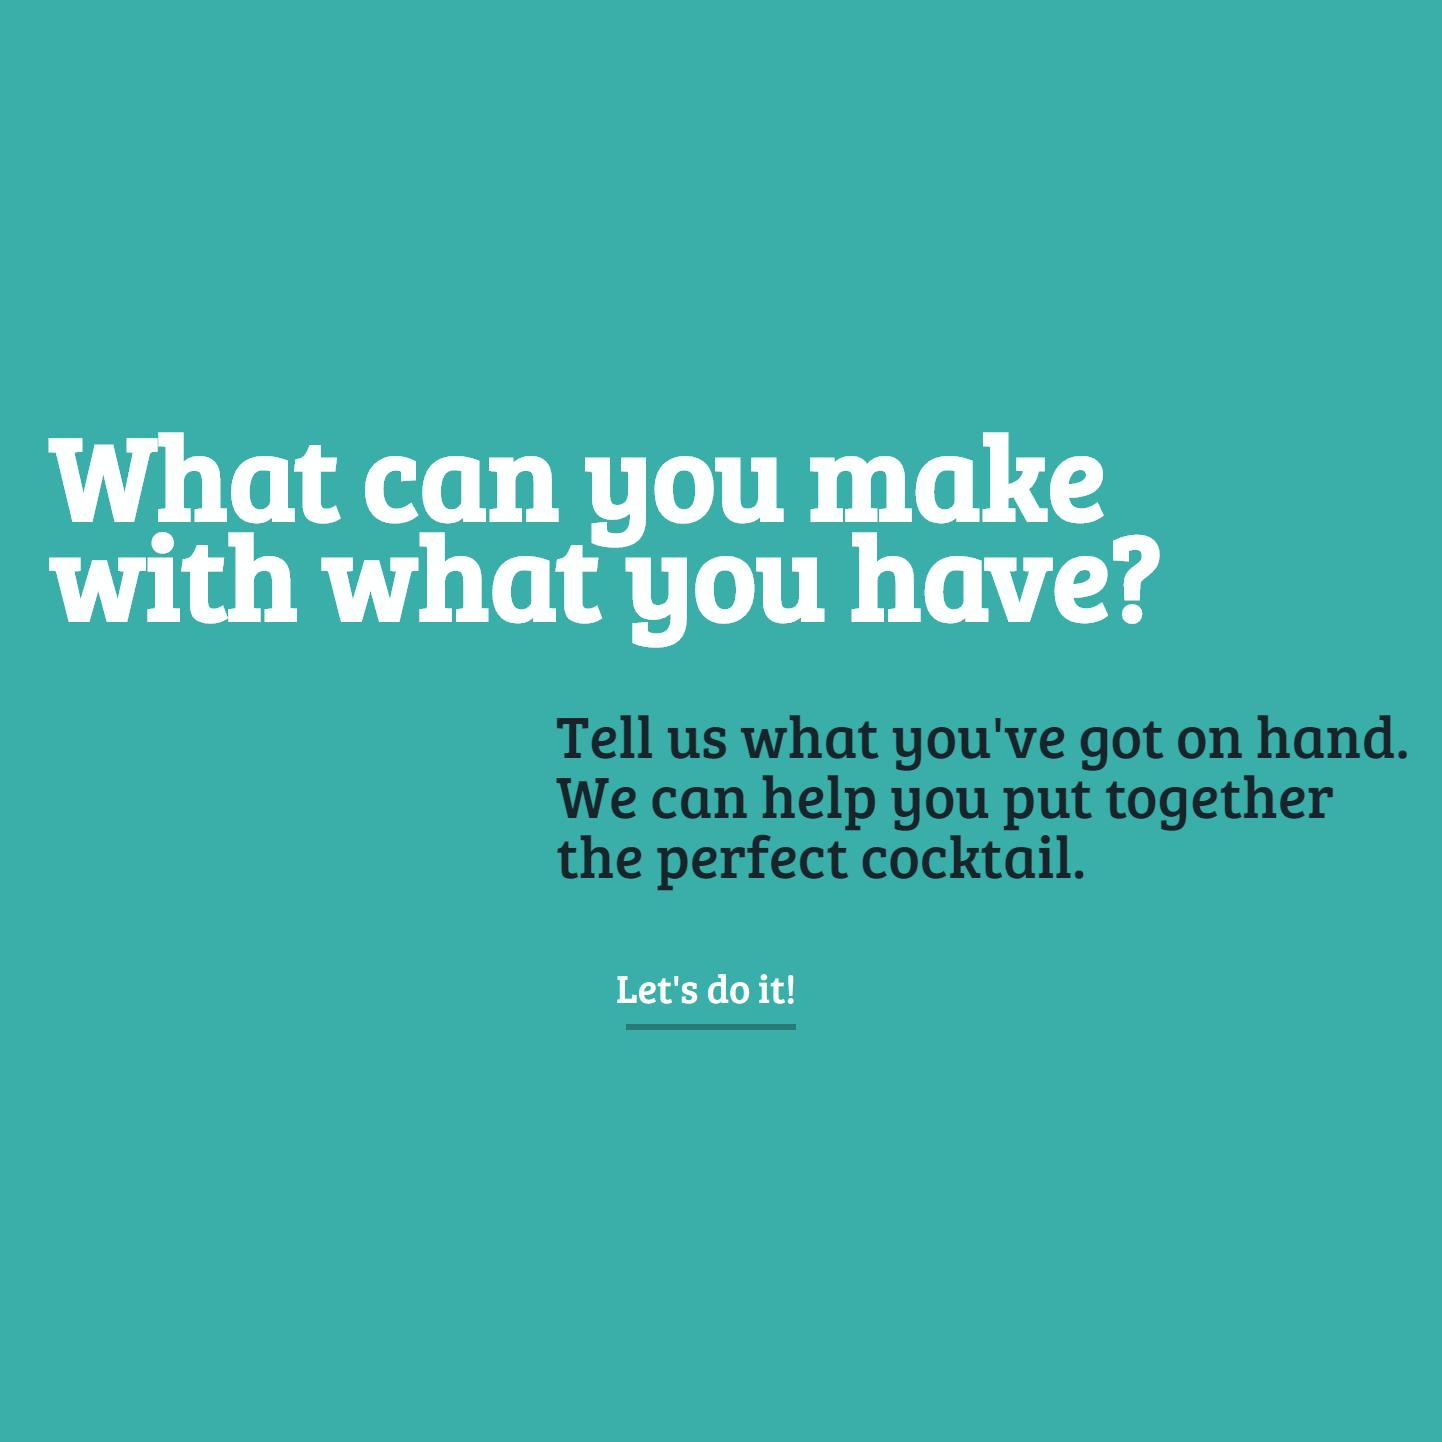 What can you make
with what you have?
Tell us what you've got on hand.
We can help you put together
the perfect cocktail.
Let's do it!